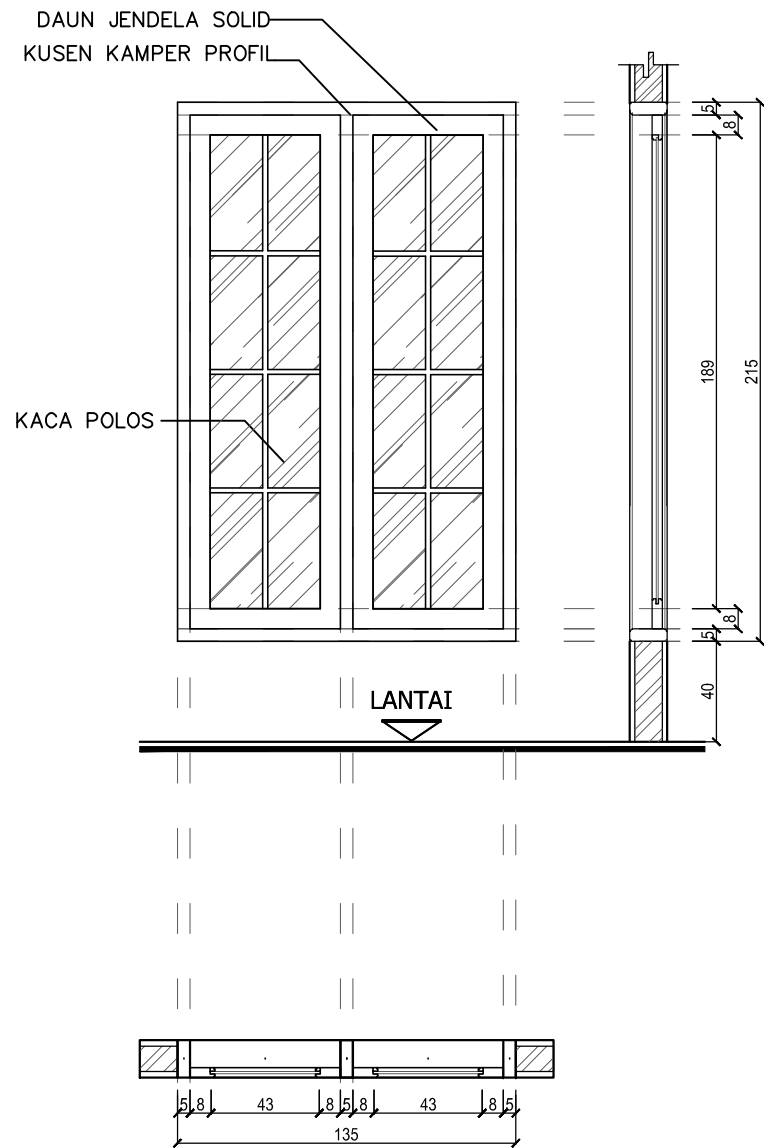 DAUN JENDELA SOLID
KUSEN KAMPER PROFIL
KACA POLOS
5
8
189
215
8
5
40
LANTAI
5 8 43 8 5 8 43 8 5
135